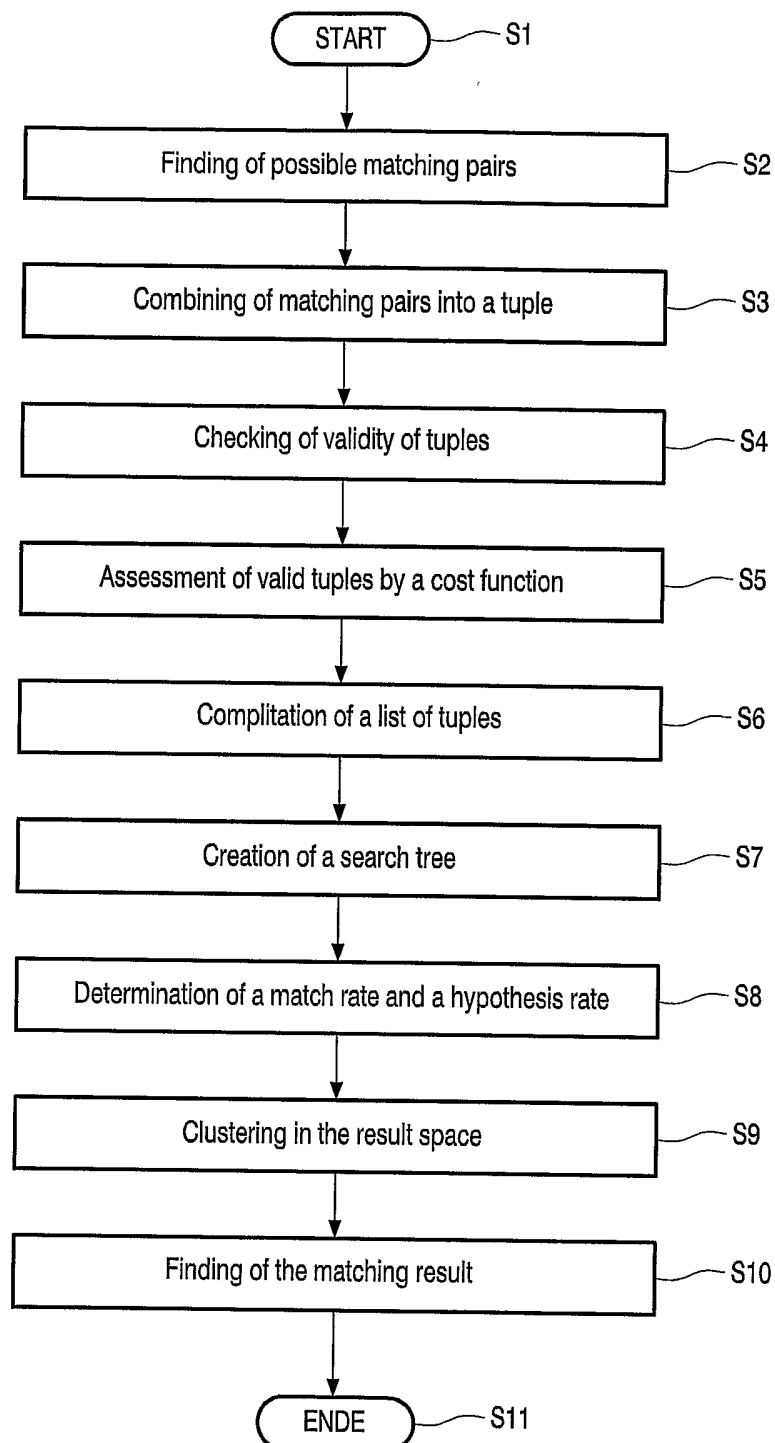 START S1
Finding of possible matching pairs S2
Combining of matching pairs into a tuple S3
Checking of validity of tuples S4
Assessment of valid tuples by a cost function S5
Complitation of a list of tuples S6
Creation of a search tree S7
Determination of a match rate and a hypothesis rate S8
Clustering in the result space S9
Finding of the matching result S10
ENDE S11